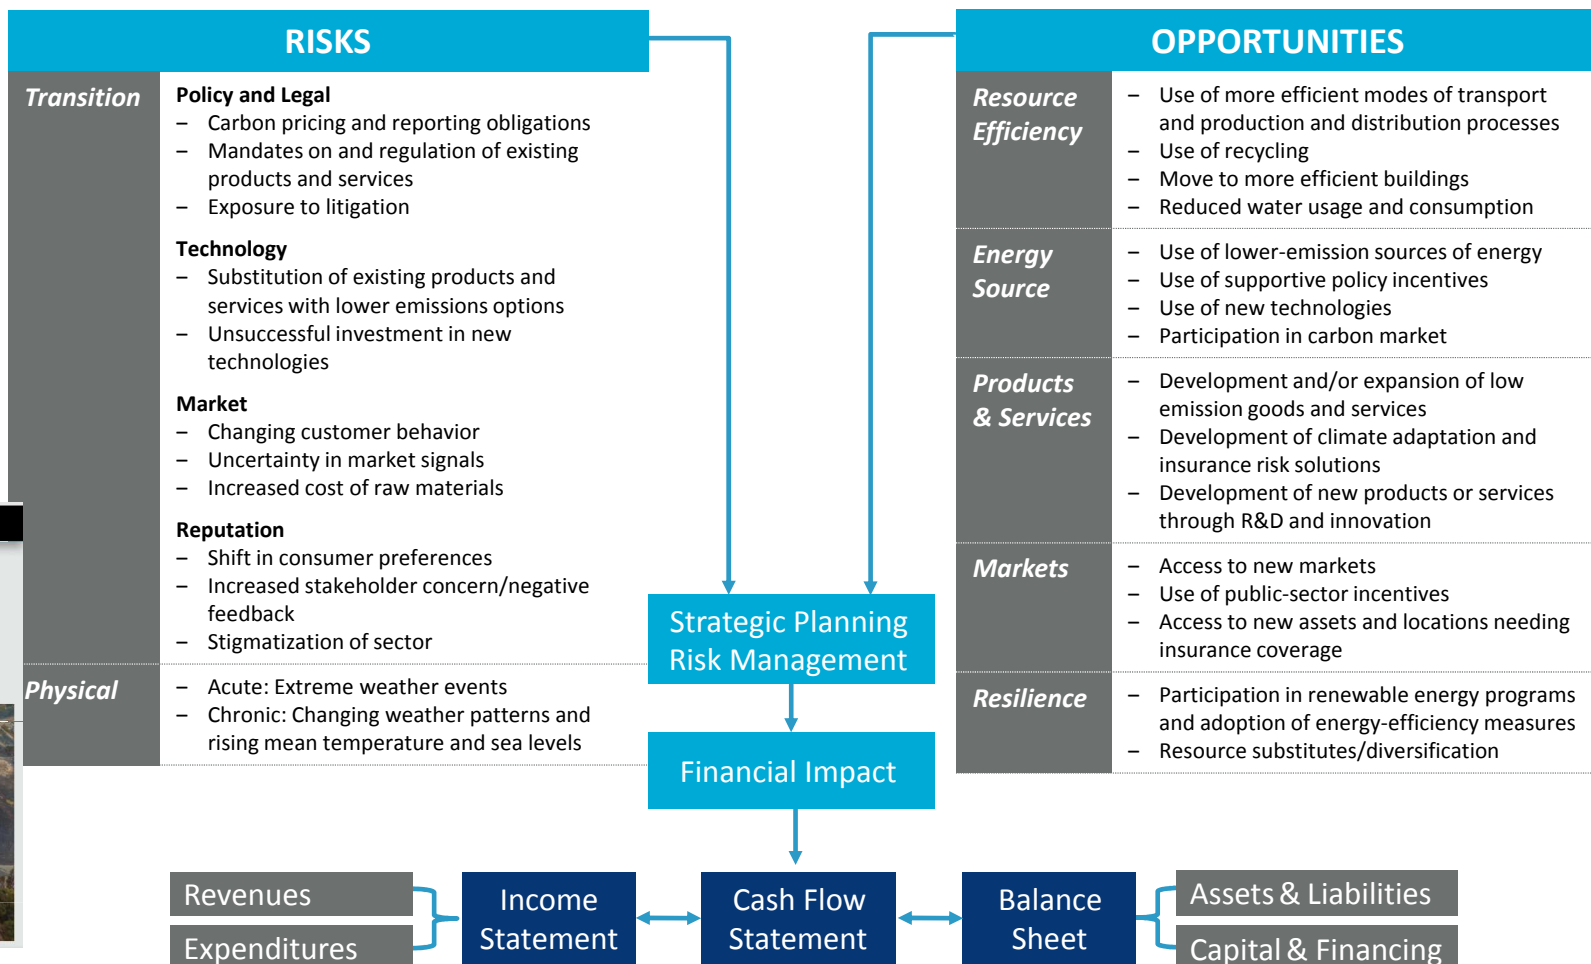 RISKS
Transition
Policy and Legal
– Carbon pricing and reporting obligations
– Mandates on and regulation of existing
products and services
– Exposure to litigation
Technology
– Substitution of existing products and
services with lower emissions options
– Unsuccessful investment in new
technologies
Market
– Changing customer behavior
– Uncertainty in market signals
– Increased cost of raw materials
Reputation
– Shift in consumer preferences
– Increased stakeholder concern/negative
feedback
– Stigmatization of sector
Physical
– Acute: Extreme weather events
– Chronic: Changing weather patterns and
rising mean temperature and sea levels
OPPORTUNITIES
Resource
Efficiency
– Use of more efficient modes of transport
and production and distribution processes
– Use of recycling
– Move to more efficient buildings
– Reduced water usage and consumption
Energy
Source
– Use of lower-emission sources of energy
– Use of supportive policy incentives
– Use of new technologies
– Participation in carbon market
Products
& Services
– Development and/or expansion of low
emission goods and services
– Development of climate adaptation and
insurance risk solutions
– Development of new products or services
through R&D and innovation
Markets
– Access to new markets
– Use of public-sector incentives
– Access to new assets and locations needing
insurance coverage
Resilience
– Participation in renewable energy programs
and adoption of energy-efficiency measures
– Resource substitutes/diversification
Strategic Planning
Risk Management
Financial Impact
Revenues
Expenditures
Income
Statement
Cash Flow
Statement
Balance
Sheet
Assets & Liabilities
Capital & Financing